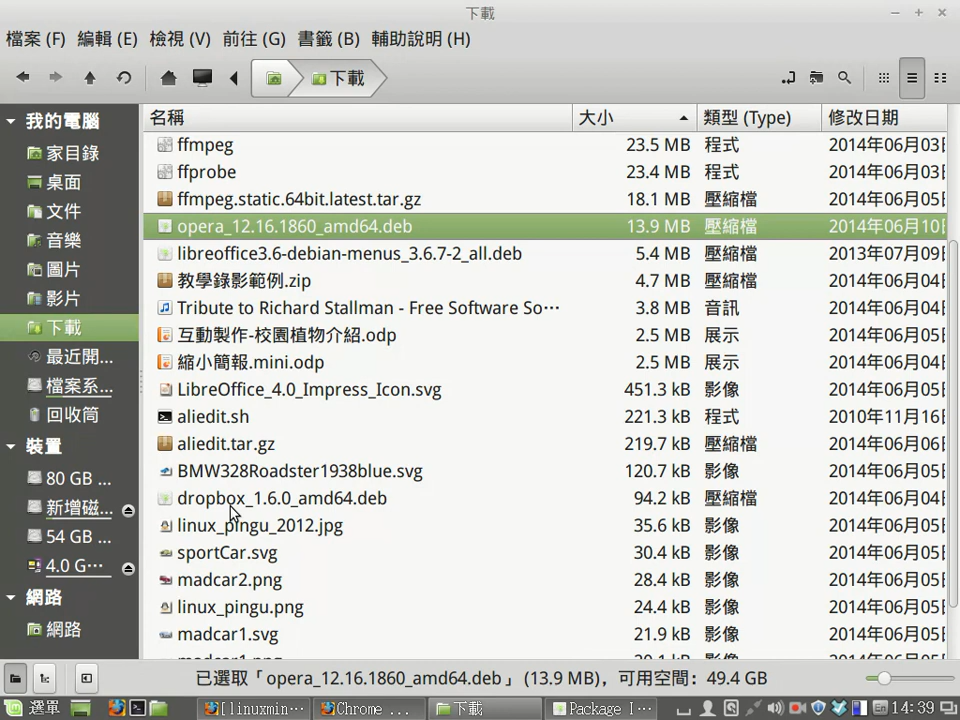 下載
檔案 (F) 編輯 (E) 檢視 (V) 前往 (G) 書籤 (B) 輔助說明 (H)
下載
我的電腦
家目錄
桌面
文件
音樂
圖片
影片
下載
最近開...
檔案系...
回收筒
裝置
80 GB ...
新增磁...
54 GB ...
4.0 G…
網路
網路
名稱 大小 類型 (Type) 修改日期
ffmpeg 23.5 MB 程式 2014年06月03日
ffprobe 23.4 MB 程式 2014年06月03日
ffmpeg.static.64bit.latest.tar.gz 18.1 MB 壓縮檔 2014年06月03日
opera_12.16.1860_amd64.deb 13.9 MB 壓縮檔 2014年06月10日
libreoffice3.6-debian-menus_3.6.7-2_all.deb 5.4 MB 壓縮檔 2013年07月09日
教學錄影範例.zip 4.7 MB 壓縮檔 2014年06月04日
Tribute to Richard Stallman - Free Software So… 3.8 MB 音訊 2014年06月03日
互動製作-校園植物介紹.odp 2.5 MB 展示 2014年06月05日
縮小簡報.mini.odp 2.5 MB 展示 2014年06月04日
LibreOffice_4.0_Impress_Icon.svg 451.3 kB 影像 2014年06月05日
aliedit.sh 221.3 kB 程式 2010年11月16日
aliedit.tar.gz 219.7 kB 壓縮檔 2014年06月06日
BMW328Roadster1938blue.svg 120.7 kB 影像 2014年06月05日
dropbox_1.6.0_amd64.deb 94.2 kB 壓縮檔 2014年06月04日
linux_pingu_2012.jpg 35.6 kB 影像 2014年06月05日
sportCar.svg 30.4 kB 影像 2014年06月05日
madcar2.png 28.4 kB 影像 2014年06月05日
linux_pingu.png 24.4 kB 影像 2014年06月05日
madcar1.svg 21.9 kB 影像 2014年06月05日
已選取「opera_12.16.1860_amd64.deb」(13.9 MB)，可用空間：49.4 GB
選單 [linuxmin… Chrome ... 下載 Package I… 14:39